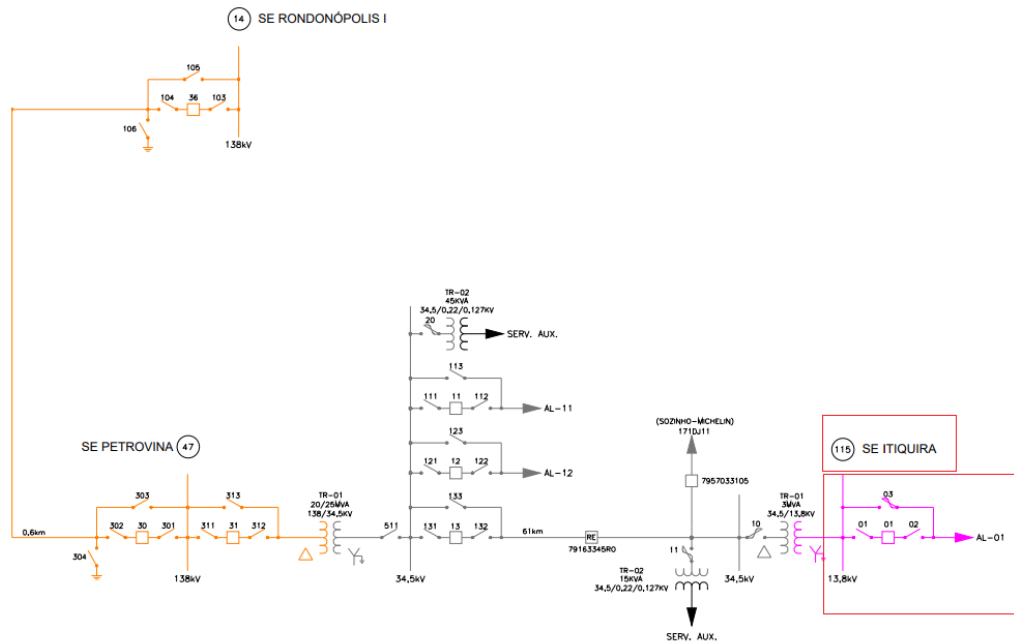 14 SE RONDONÓPOLIS I
105
104 36 103
106
138kV
TR-02
45KVA
34,5/0,22/0,127KV
20
SERV. AUX.
113
111 11 112
AL-11
123
121 12 122
AL-12
(SOZINHO-MICHELIN)
171DJ11
7957033105
SE PETROVINA 47
115 SE ITIQUIRA
303 313
302 30 301 311 31 312
0,6km
304
138kV
TR-01
20/25MVA
138/34,5KV
511
133
131 13 132
34,5kV
61km
RE
79163345RO
11
TR-02
15KVA
34,5/0,22/0,127KV
SERV. AUX.
10
34,5kV
TR-01
3MVA
34,5/13,8KV
03
01 01 02
AL-01
13,8kV